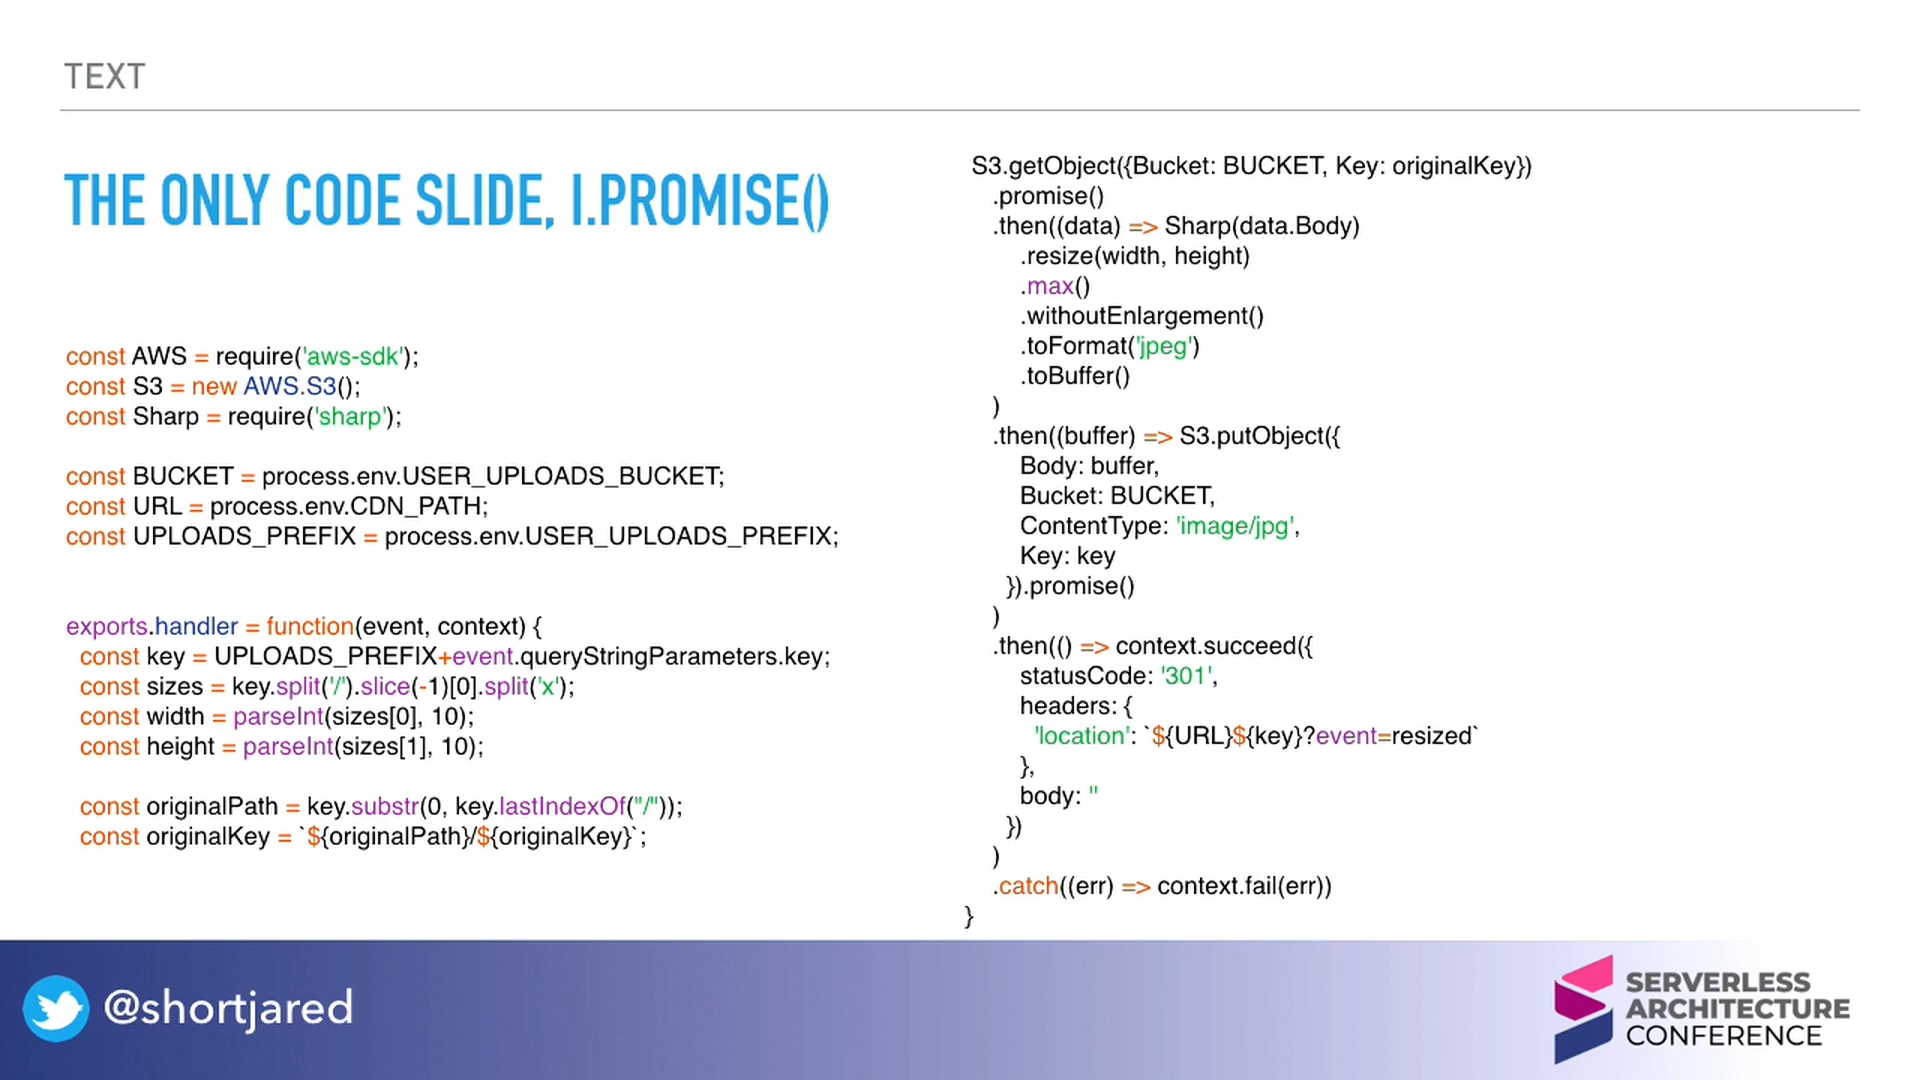 TEXT
THE ONLY CODE SLIDE, I.PROMISE()
const AWS = require('aws-sdk');
const S3 = new AWS.S3();
const Sharp = require('sharp');
const BUCKET = process.env.USER_UPLOADS_BUCKET;
const URL = process.env.CDN_PATH;
const UPLOADS_PREFIX = process.env.USER_UPLOADS_PREFIX;
exports.handler = function(event, context) {
const key = UPLOADS_PREFIX+event.queryStringParameters.key;
const sizes = key.split('/').slice(-1)[0].split('x');
const width = parseInt(sizes[0], 10);
const height = parseInt(sizes[1], 10);
const originalPath = key.substr(0, key.lastIndexOf("/"));
const originalKey = `${originalPath}/${originalKey}`;
S3.getObject({Bucket: BUCKET, Key: originalKey})
.promise()
.then((data) => Sharp(data.Body)
.resize(width, height)
.max()
.withoutEnlargement()
.toFormat('jpeg')
.toBuffer()
)
.then((buffer) => S3.putObject({
Body: buffer,
Bucket: BUCKET,
ContentType: 'image/jpg',
Key: key
}).promise()
)
.then(() => context.succeed({
statusCode: '301',
headers: {
'location': `${URL}${key}?event=resized`
},
body: ''
})
)
.catch((err) => context.fail(err))
}
@shortjared
SERVERLESS
ARCHITECTURE
CONFERENCE